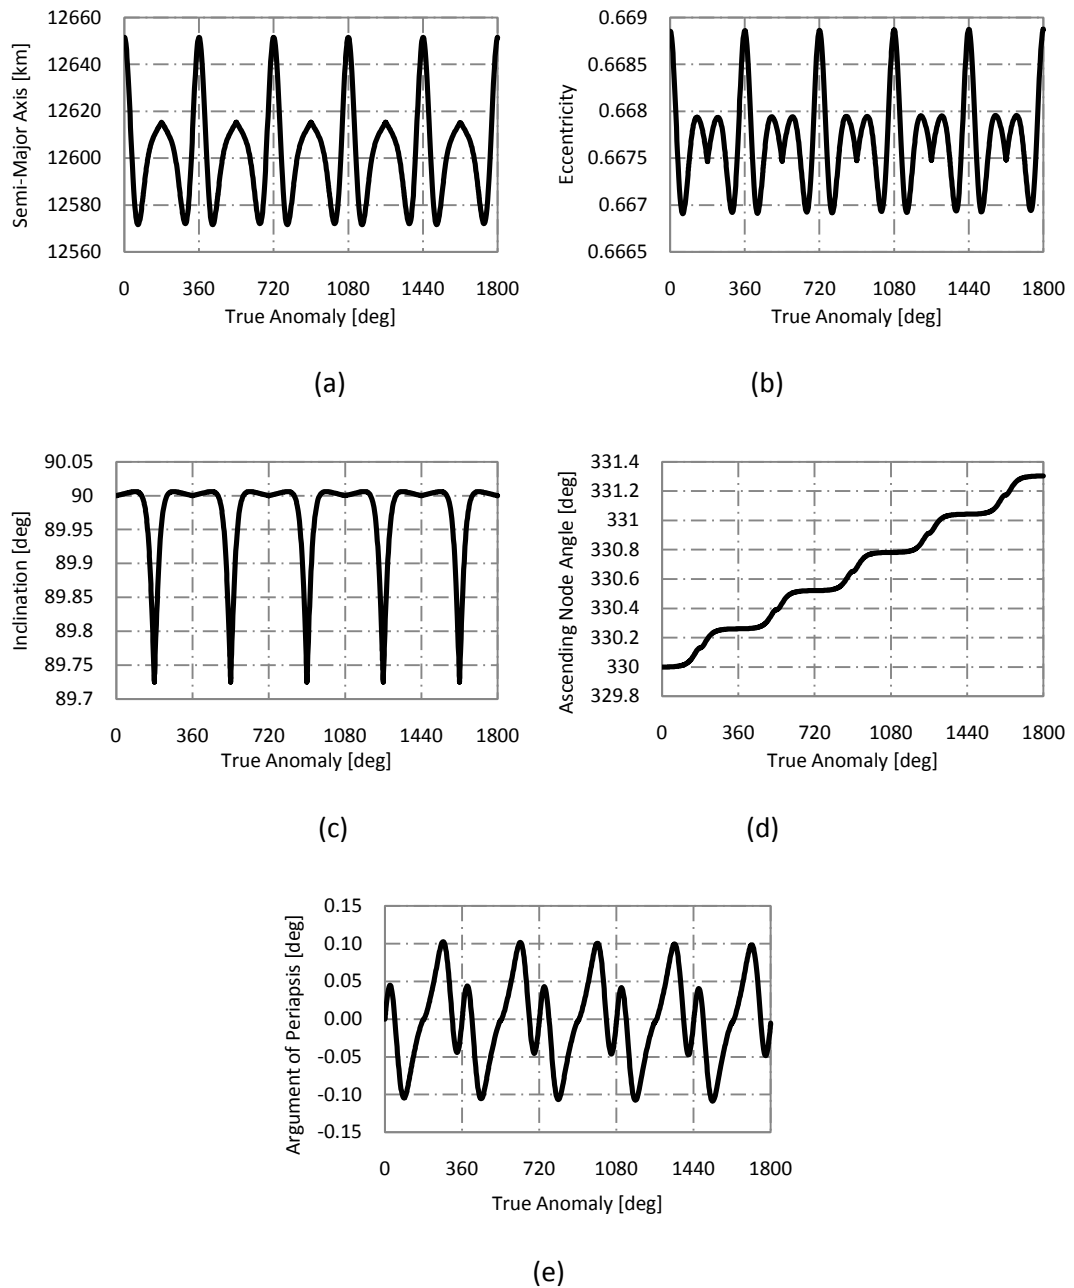 Semi-Major Axis [km]
12660
12640
12620
12600
12580
12560
0 360 720 1080 1440 1800
True Anomaly [deg]
(a)
Eccentricity
0.669
0.6685
0.668
0.6675
0.667
0.6665
0 360 720 1080 1440 1800
True Anomaly [deg]
(b)
Inclination [deg]
90.05
90
89.95
89.9
89.85
89.8
89.75
89.7
0 360 720 1080 1440 1800
True Anomaly [deg]
(c)
Ascending Node Angle [deg]
331.4
331.2
331
330.8
330.6
330.4
330.2
330
329.8
0 360 720 1080 1440 1800
True Anomaly [deg]
(d)
Argument of Periapsis [deg]
0.15
0.10
0.05
0.00
-0.05
-0.10
-0.15
0 360 720 1080 1440 1800
True Anomaly [deg]
(e)